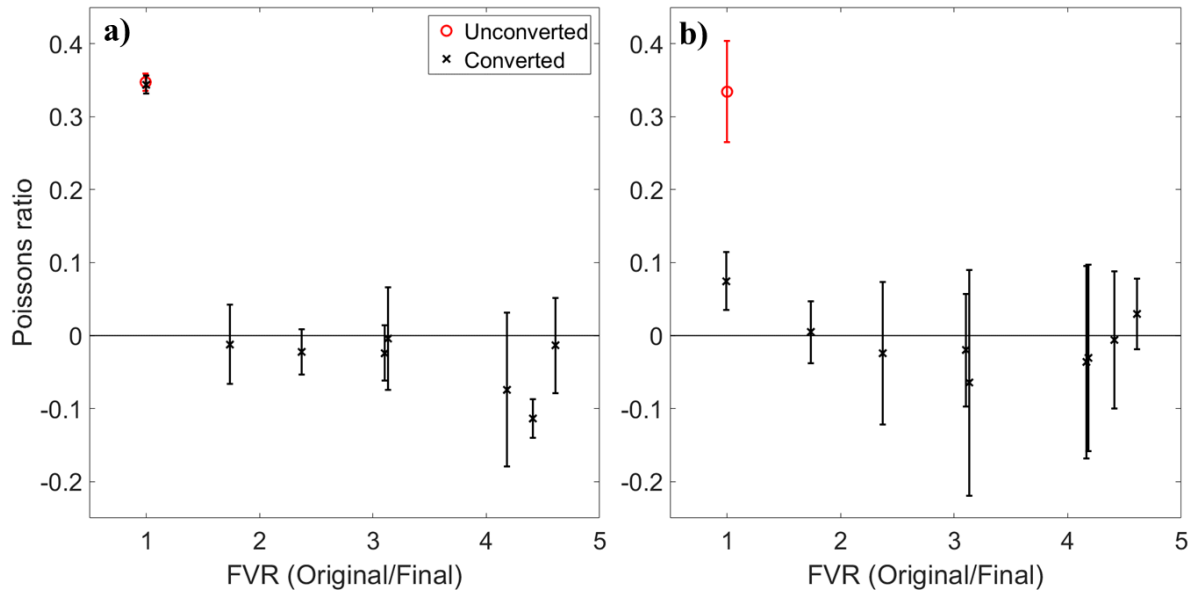 a)
Unconverted
Converted
0.4
0.3
0.2
0.1
0
-0.1
-0.2
Poissons ratio
1 2 3 4 5
FVR (Original/Final)
b)
0.4
0.3
0.2
0.1
0
-0.1
-0.2
1 2 3 4 5
FVR (Original/Final)